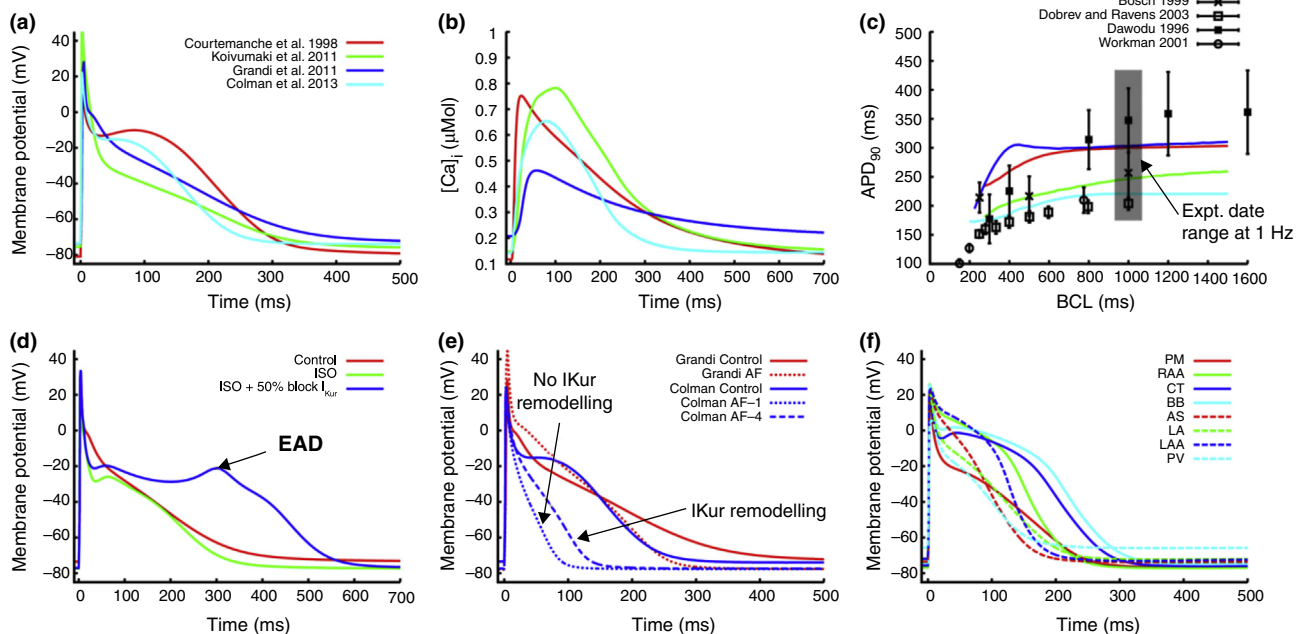 (a)
Courtemanche et al. 1998
Koivumaki et al. 2011
Grandi et al. 2011
Colman et al. 2013
Membrane potential (mV)
40
20
0
−20
−40
−60
−80
0 100 200 300 400 500
Time (ms)
(b)
[Ca]i (µMol)
0.9
0.8
0.7
0.6
0.5
0.4
0.3
0.2
0.1
0 100 200 300 400 500 600 700
Time (ms)
(c)
Bosch 1999
Dobrev and Ravens 2003
Dawodu 1996
Workman 2001
APD90 (ms)
500
450
400
350
300
250
200
150
100
0 200 400 600 800 1000 1200 1400 1600
BCL (ms)
Expt. date
range at 1 Hz
(d)
Control
ISO
ISO + 50% block IKur
EAD
Membrane potential (mV)
40
20
0
−20
−40
−60
−80
0 100 200 300 400 500 600 700
Time (ms)
(e)
Grandi Control
Grandi AF
Colman Control
Colman AF–1
Colman AF–4
No IKur
remodelling
IKur remodelling
Membrane potential (mV)
40
20
0
−20
−40
−60
−80
0 100 200 300 400 500
Time (ms)
(f)
PM
RAA
CT
BB
AS
LA
LAA
PV
Membrane potential (mV)
40
20
0
−20
−40
−60
−80
0 100 200 300 400 500
Time (ms)